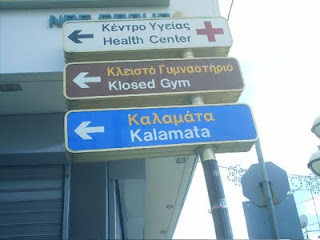 Κέντρο Υγείας
Health Center
Κλειστό Γυμναστήριο
Klosed Gym
Καλαμάτα
Kalamata